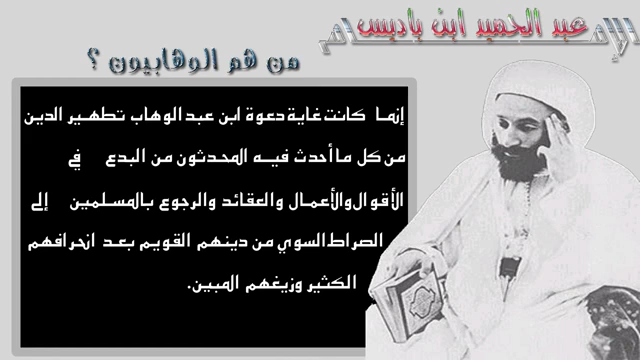 الإمام عبد الحميد ابن باديس
من هم الوهابيون ؟
إنما كانت غاية دعوة ابن عبد الوهاب تطهير الدين
من كل ما أحدث فيه المحدثون من البدع في
الأقوال والأعمال والعقائد والرجوع بالمسلمين إلى
الصراط السوي من دينهم القويم بعد انحرافهم
الكثير وزيغهم المبين.